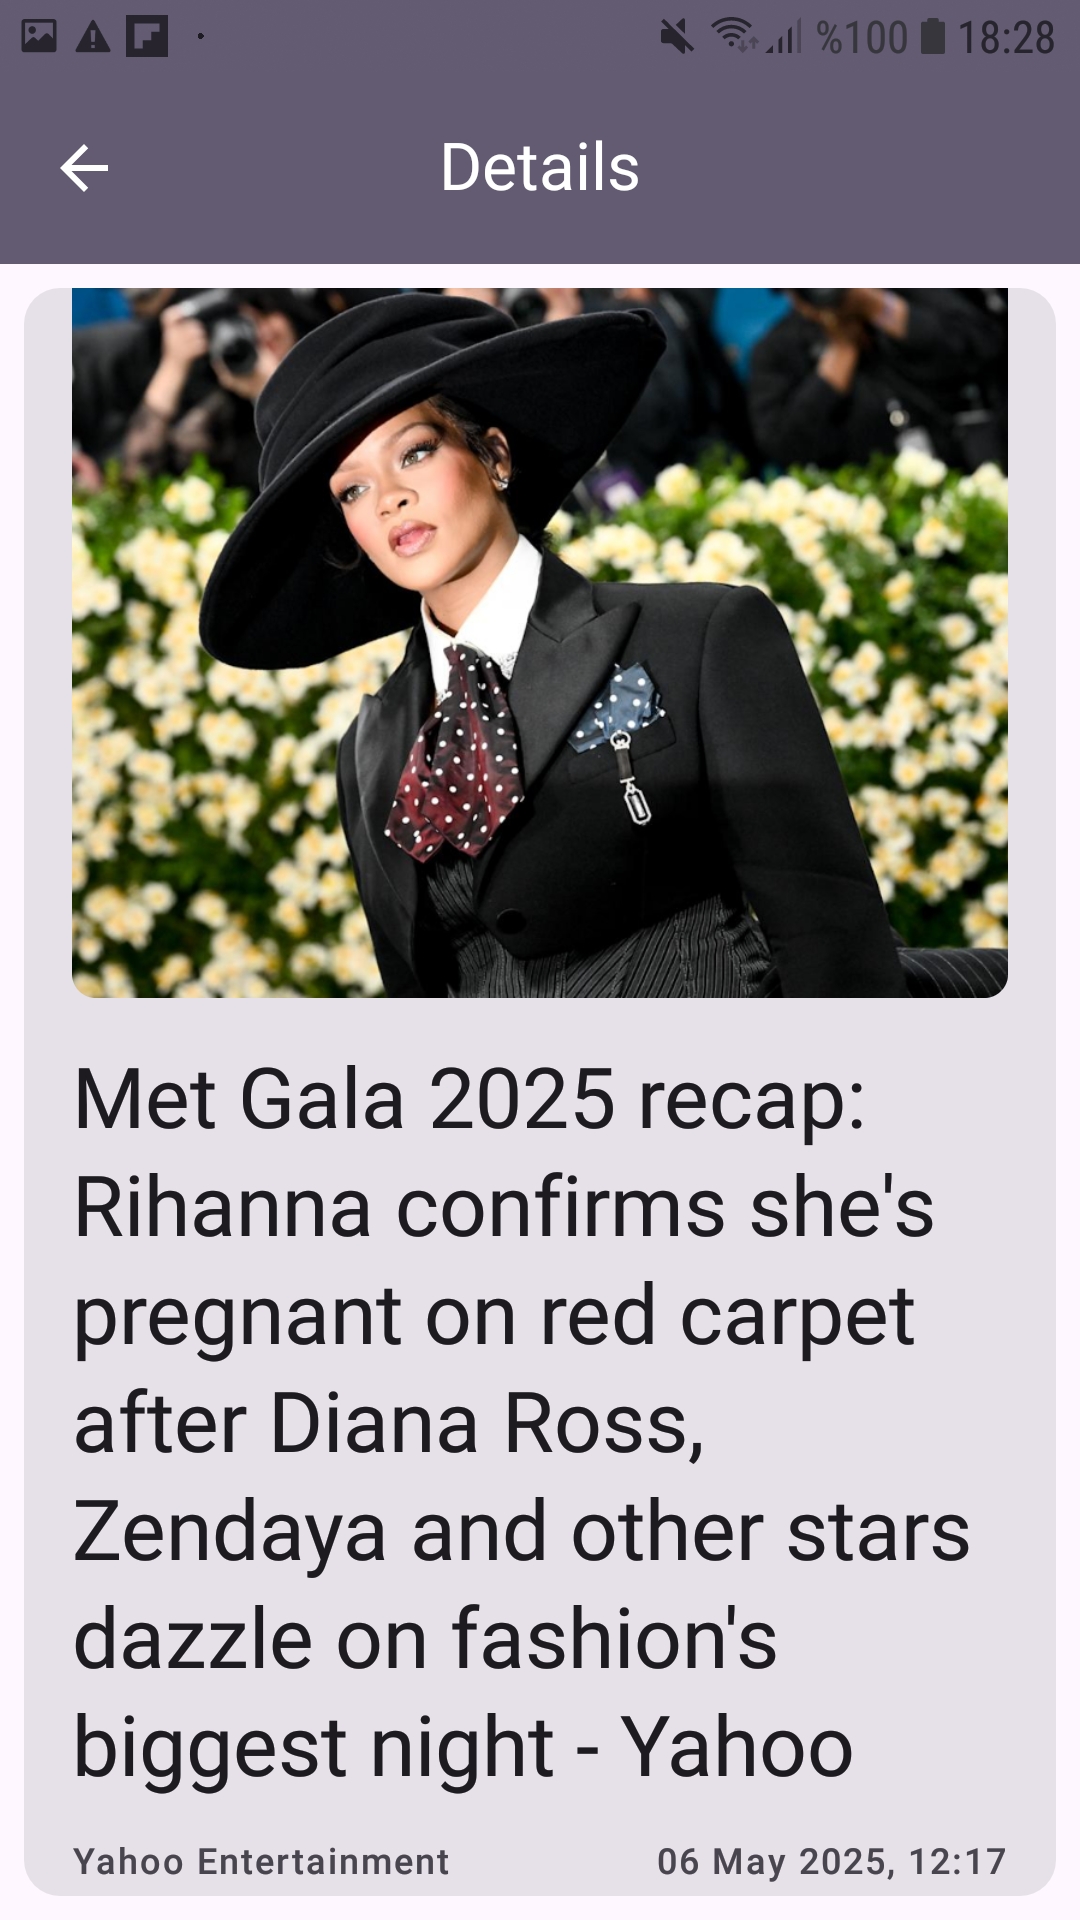 %100 18:28
Details
Met Gala 2025 recap:
Rihanna confirms she's
pregnant on red carpet
after Diana Ross,
Zendaya and other stars
dazzle on fashion's
biggest night - Yahoo
Yahoo Entertainment 06 May 2025, 12:17